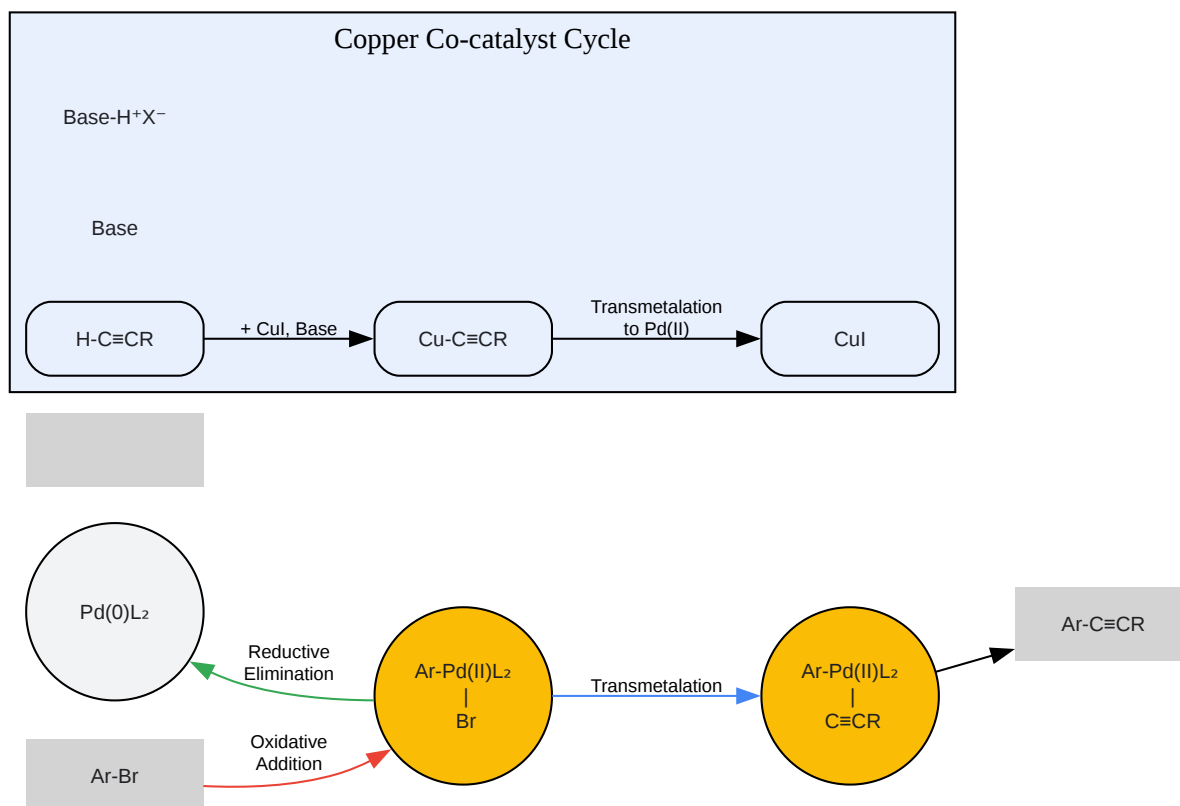 Copper Co-catalyst Cycle
Base-H⁺X⁻
Base
H-C≡CR
+ CuI, Base
Cu-C≡CR
Transmetalation
to Pd(II)
CuI
Pd(0)L₂
Reductive
Elimination
Ar-Pd(II)L₂
|
Br
Transmetalation
Ar-Pd(II)L₂
|
C≡CR
Ar-C≡CR
Oxidative
Addition
Ar-Br